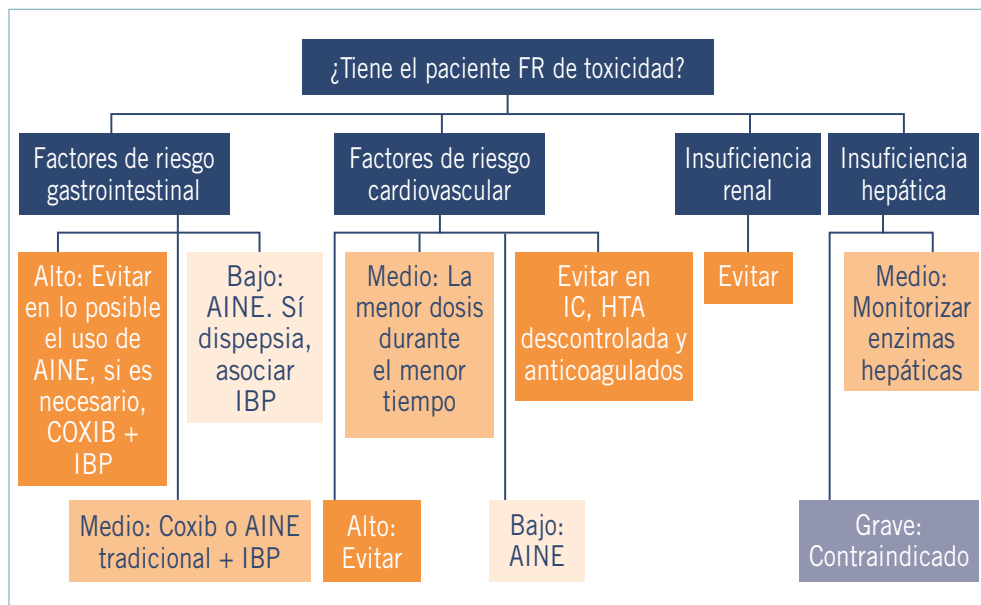 ¿Tiene el paciente FR de toxicidad?
Factores de riesgo
gastrointestinal
Factores de riesgo
cardiovascular
Insuficiencia
renal
Insuficiencia
hepática
Alto: Evitar
en lo posible
el uso de
AINE, si es
necesario,
COXIB +
IBP
Bajo:
AINE. Sí
dispepsia,
asociar
IBP
Medio: La
menor dosis
durante
el menor
tiempo
Evitar en
IC, HTA
descontrolada y
anticoagulados
Evitar
Medio:
Monitorizar
enzimas
hepáticas
Medio: Coxib o AINE
tradicional + IBP
Alto:
Evitar
Bajo:
AINE
Grave:
Contraindicado